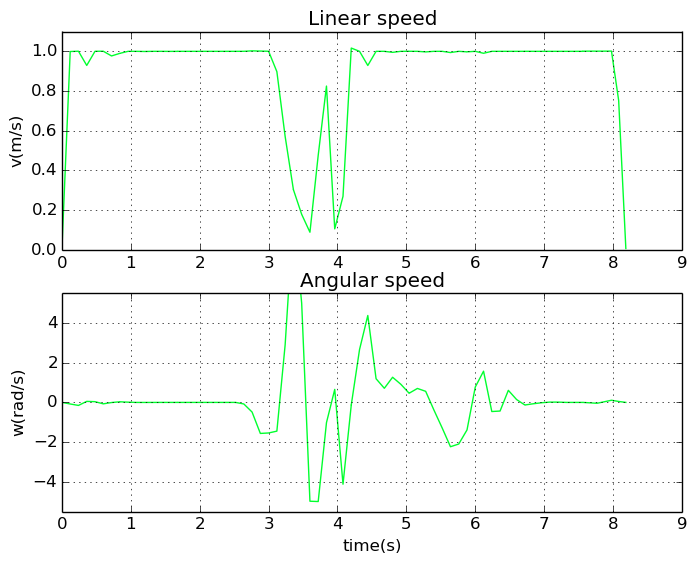 Linear speed
v(m/s)
1.0
0.8
0.6
0.4
0.2
0.0
0 1 2 3 4 5 6 7 8 9
Angular speed
w(rad/s)
4
2
0
−2
−4
0 1 2 3 4 5 6 7 8 9
time(s)